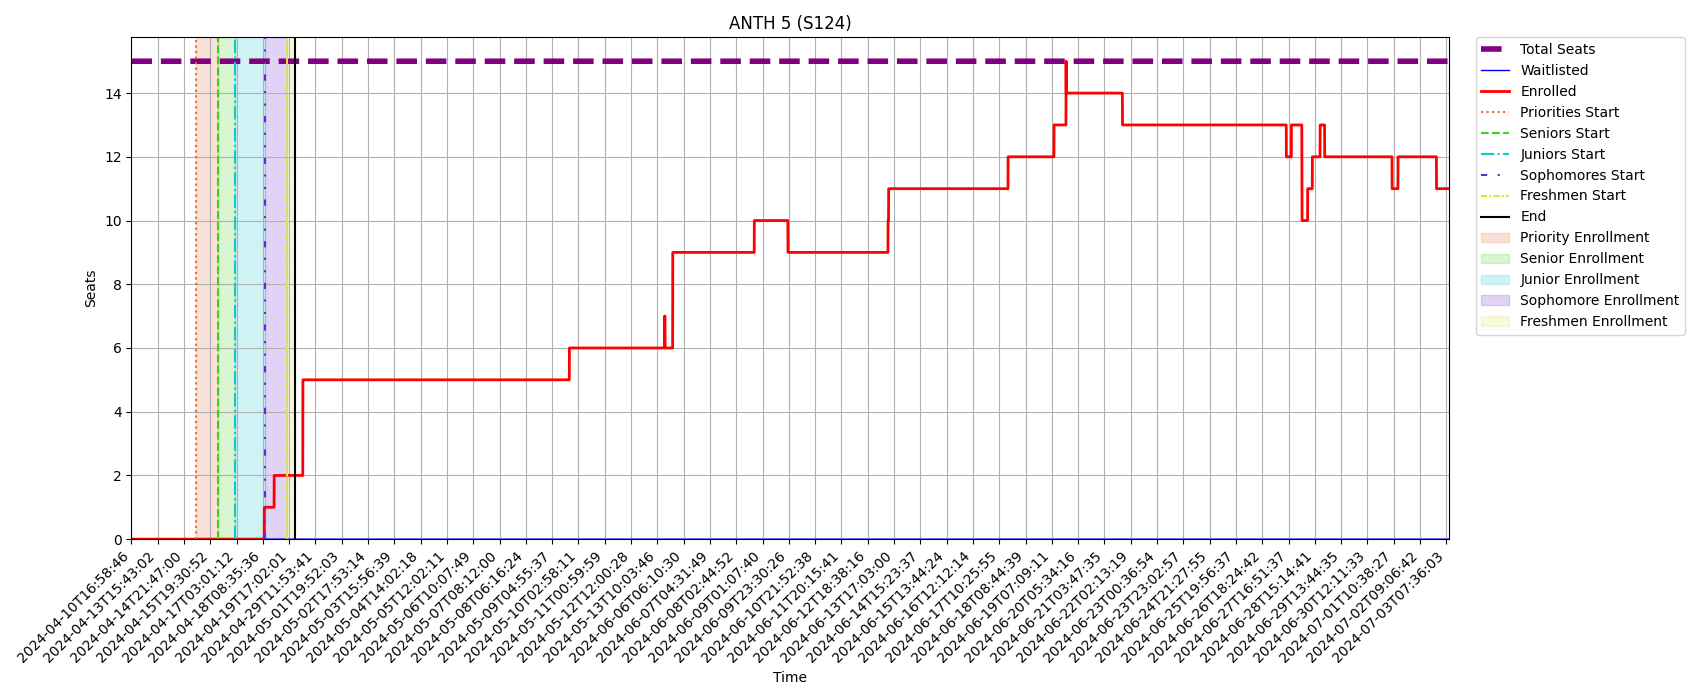 ANTH 5 (S124)
Seats
14
12
10
8
6
4
2
0
2024-04-10T16:58:46
2024-04-13T15:43:02
2024-04-14T21:47:00
2024-04-15T19:30:52
2024-04-17T03:01:12
2024-04-18T08:35:36
2024-04-19T17:02:01
2024-04-29T11:53:41
2024-05-01T19:52:03
2024-05-02T17:53:14
2024-05-03T15:56:39
2024-05-04T14:02:18
2024-05-05T12:02:11
2024-05-06T10:07:49
2024-05-07T08:12:00
2024-05-08T06:16:24
2024-05-09T04:55:37
2024-05-10T02:58:11
2024-05-11T00:59:59
2024-05-12T12:00:28
2024-05-13T10:03:46
2024-06-06T06:10:30
2024-06-07T04:31:49
2024-06-08T02:44:52
2024-06-09T01:07:40
2024-06-09T23:30:26
2024-06-10T21:52:38
2024-06-11T20:15:41
2024-06-12T18:38:16
2024-06-13T17:03:00
2024-06-14T15:23:37
2024-06-15T13:44:24
2024-06-16T12:12:14
2024-06-17T10:25:55
2024-06-18T08:44:39
2024-06-19T07:09:11
2024-06-20T05:34:16
2024-06-21T03:47:35
2024-06-22T02:13:19
2024-06-23T00:36:54
2024-06-23T23:02:57
2024-06-24T21:27:55
2024-06-25T19:56:37
2024-06-26T18:24:42
2024-06-27T16:51:37
2024-06-28T15:14:41
2024-06-29T13:44:35
2024-06-30T12:11:33
2024-07-01T10:38:27
2024-07-02T09:06:42
2024-07-03T07:36:03
Time
Total Seats
Waitlisted
Enrolled
Priorities Start
Seniors Start
Juniors Start
Sophomores Start
Freshmen Start
End
Priority Enrollment
Senior Enrollment
Junior Enrollment
Sophomore Enrollment
Freshmen Enrollment